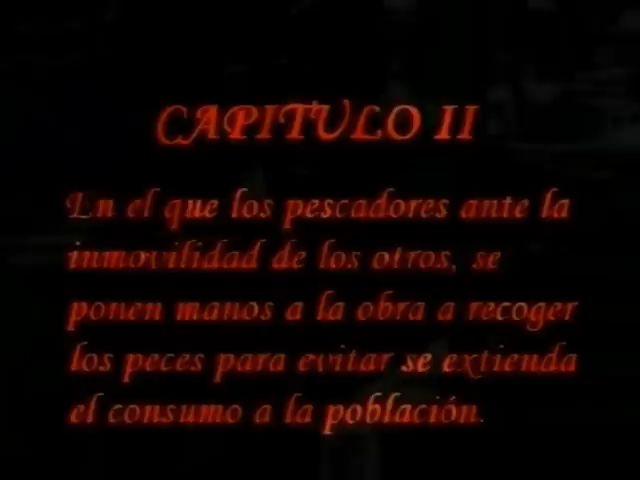 CAPITULO II
En el que los pescadores ante la
inmovilidad de los otros, se
ponen manos a la obra a recoger
los peces para evitar se extienda
el consumo a la población.